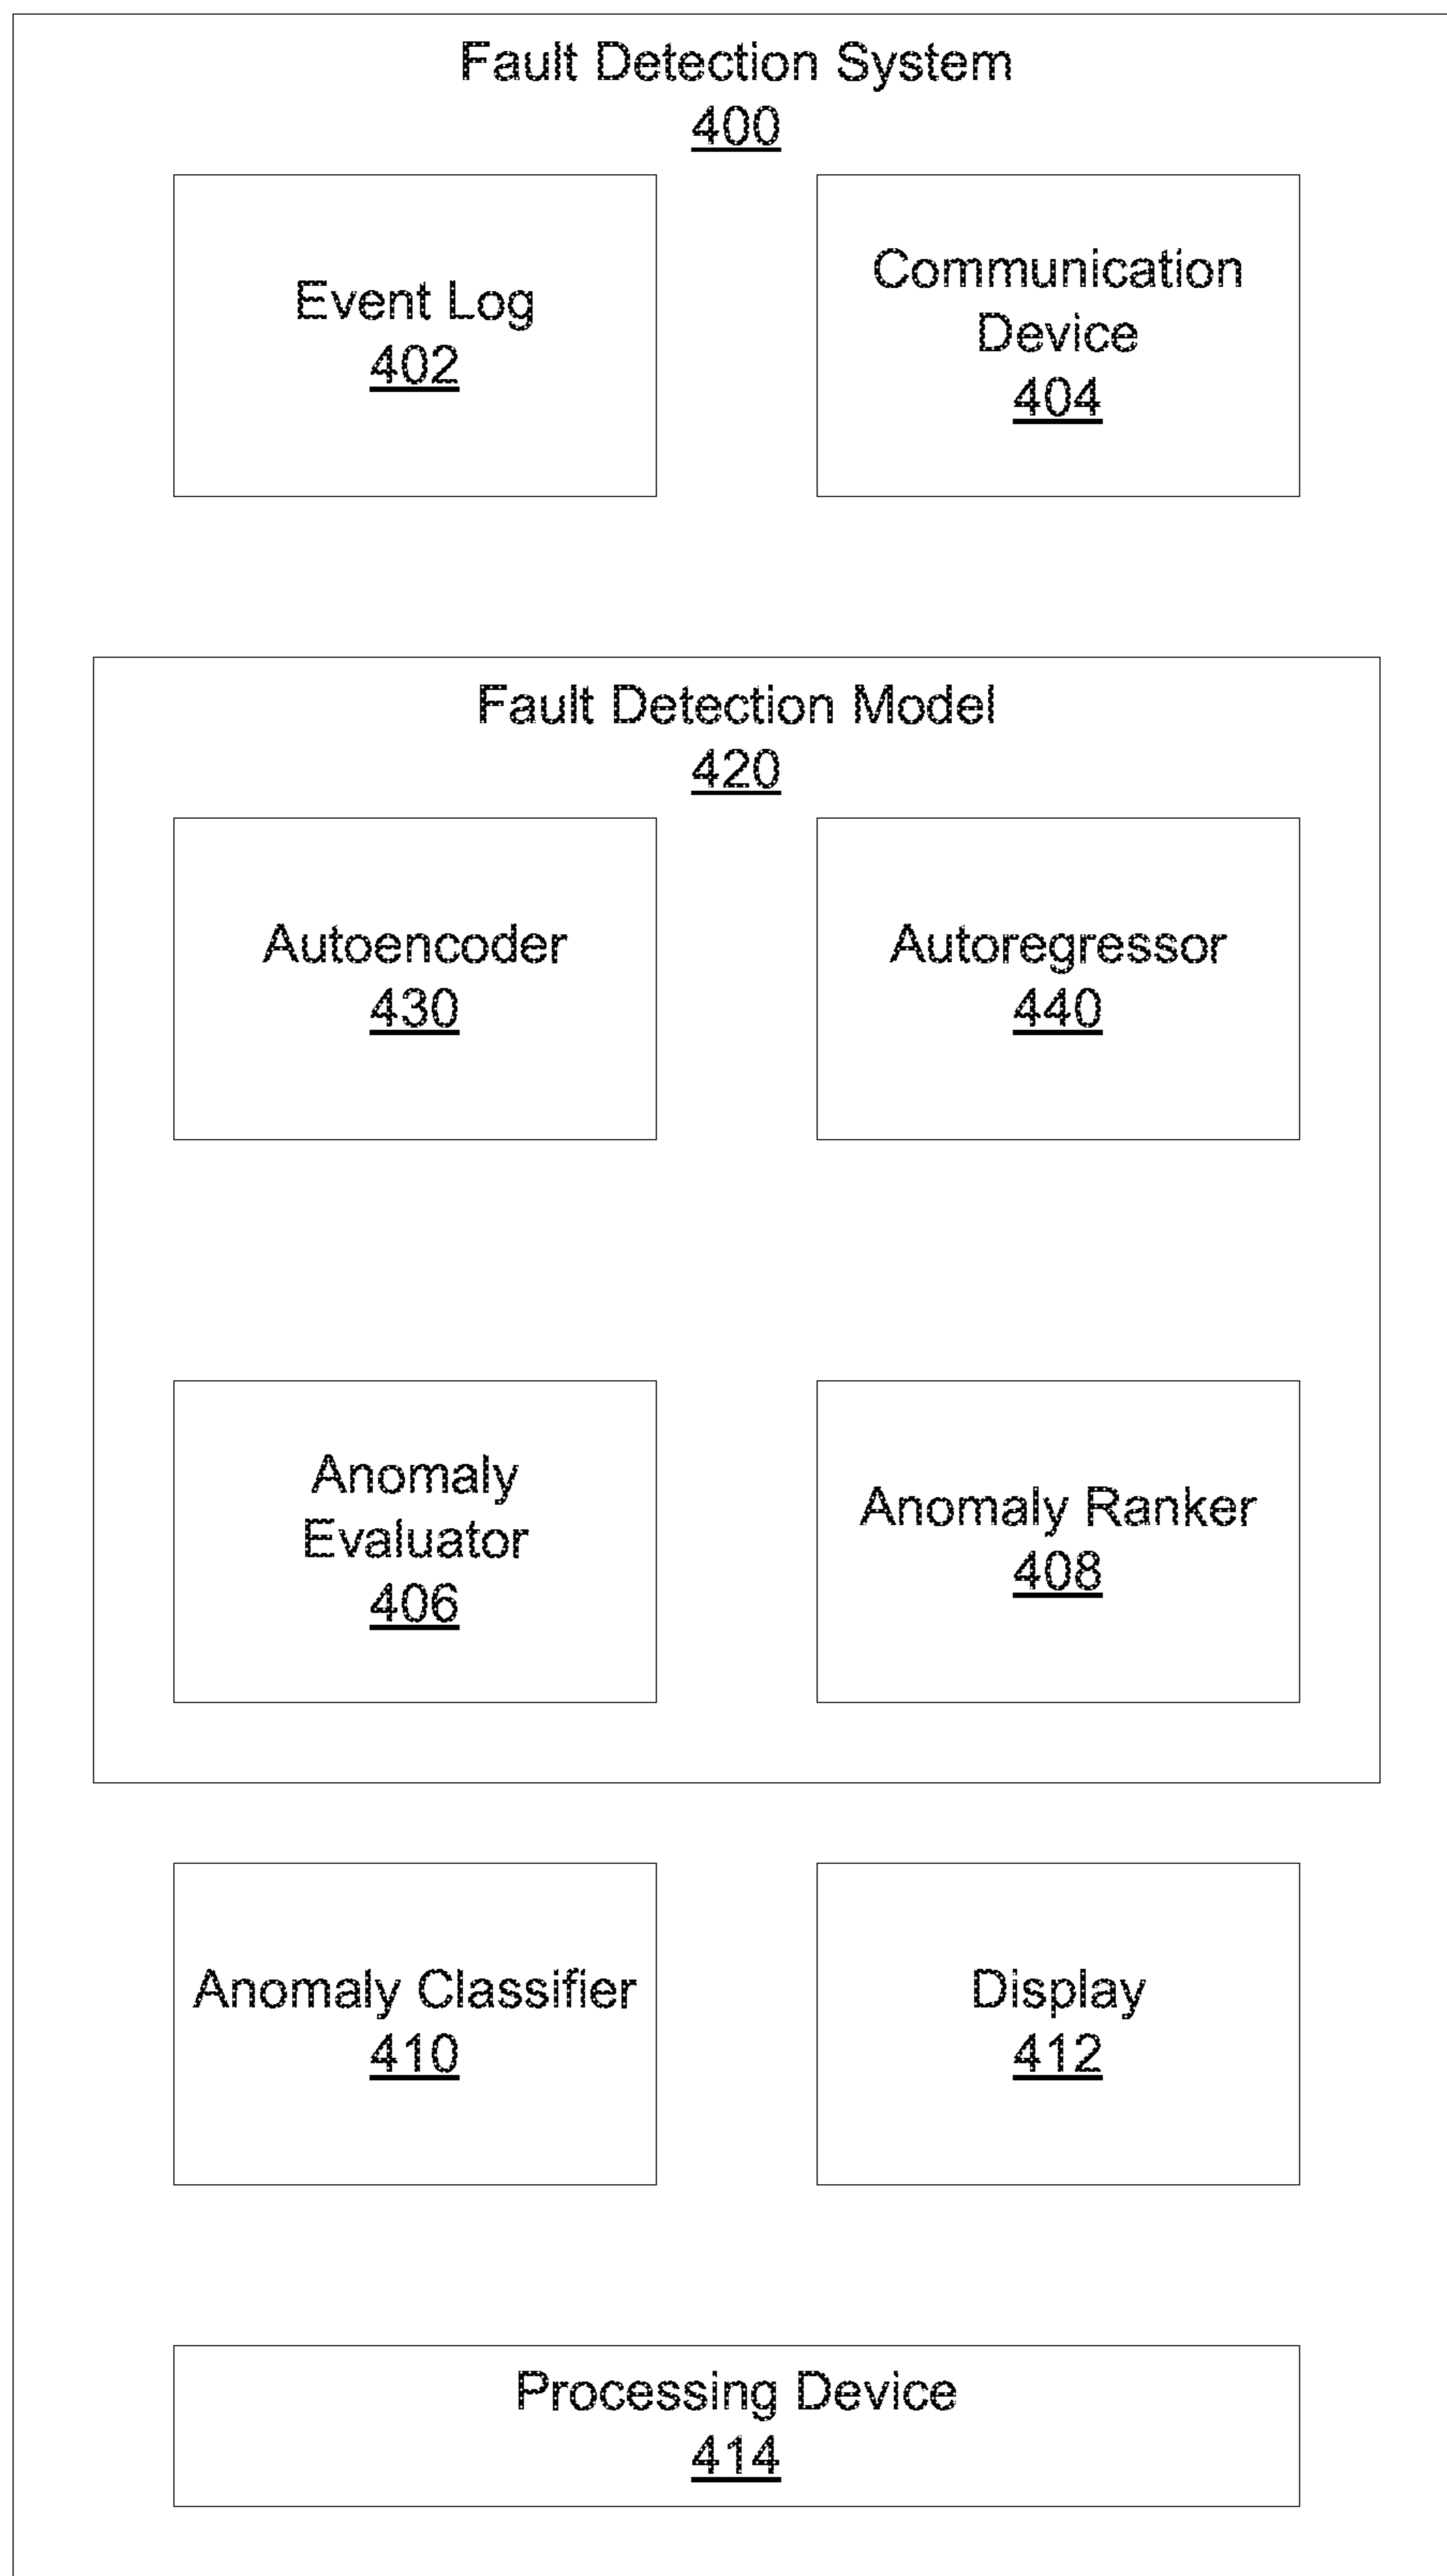 Fault Detection System
400
Event Log
402
Communication
Device
404
Fault Detection Model
420
Autoencoder
430
Autoregressor
440
Anomaly
Evaluator
406
Anomaly Ranker
408
Anomaly Classifier
410
Display
412
Processing Device
414